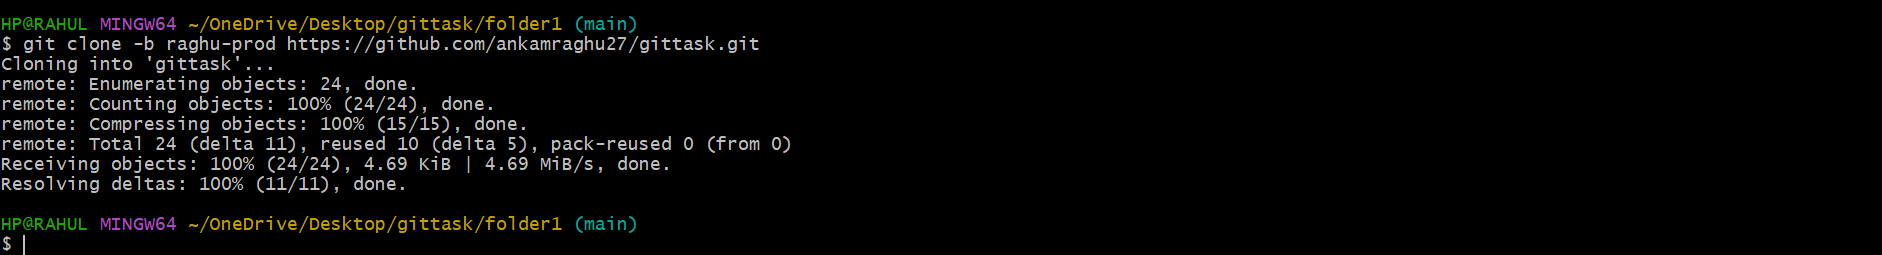 HP@RAHUL MINGW64 ~/OneDrive/Desktop/gittask/folder1 (main)
$ git clone -b raghu-prod https://github.com/ankamraghu27/gittask.git
Cloning into 'gittask'...
remote: Enumerating objects: 24, done.
remote: Counting objects: 100% (24/24), done.
remote: Compressing objects: 100% (15/15), done.
remote: Total 24 (delta 11), reused 10 (delta 5), pack-reused 0 (from 0)
Receiving objects: 100% (24/24), 4.69 KiB | 4.69 MiB/s, done.
Resolving deltas: 100% (11/11), done.
HP@RAHUL MINGW64 ~/OneDrive/Desktop/gittask/folder1 (main)
$